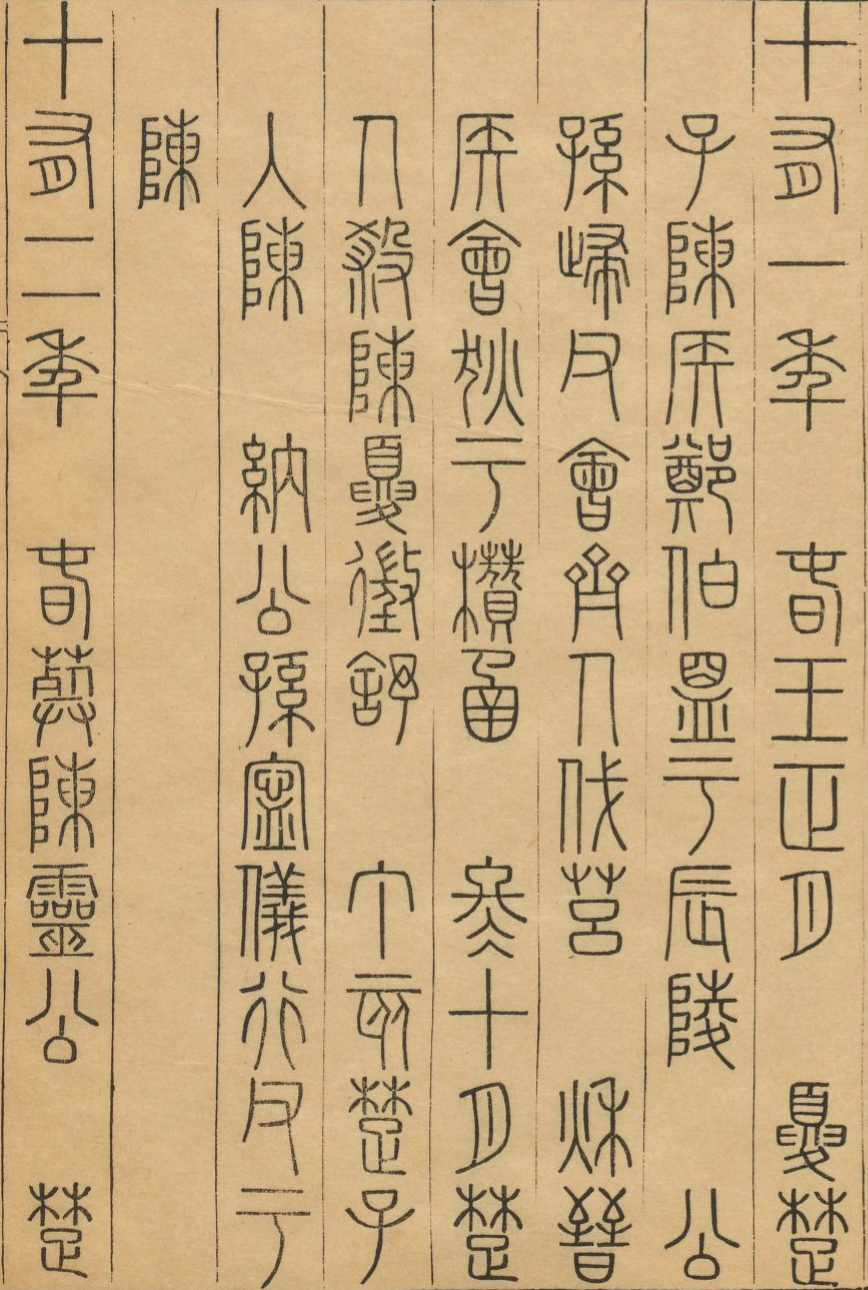 十有一年　春王正月　夏楚
子陳侯鄭伯盟于辰陵　公
孫歸父會齊人伐莒　秋晉
侯會狄于欑函　冬十月楚
人殺陳夏徵舒　丁亥楚子
入陳　納公孫寧儀行父于
陳
十有二年　春葬陳靈公　楚